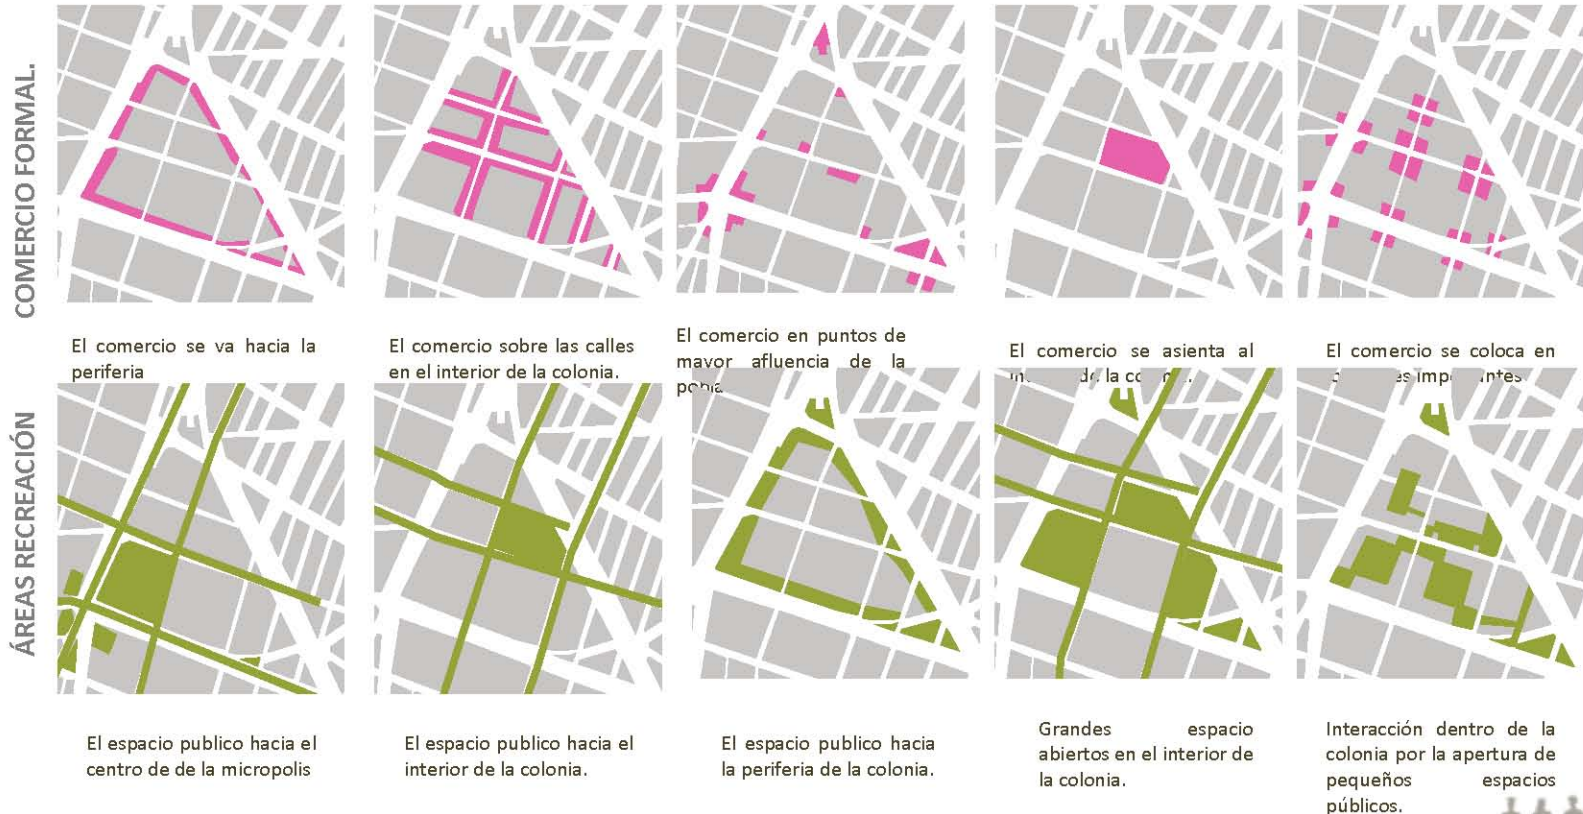 COMERCIO FORMAL.
El comercio se va hacia la
periferia
El comercio sobre las calles
en el interior de la colonia.
El comercio en puntos de
mayor afluencia de la
El comercio se asienta al
de la
El comercio se coloca en
ÁREAS RECREACIÓN
El espacio publico hacia el
centro de de la micropolis
El espacio publico hacia el
interior de la colonia.
El espacio publico hacia
la periferia de la colonia.
Grandes espacio
abiertos en el interior de
la colonia.
Interacción dentro de la
colonia por la apertura de
pequeños espacios
públicos.